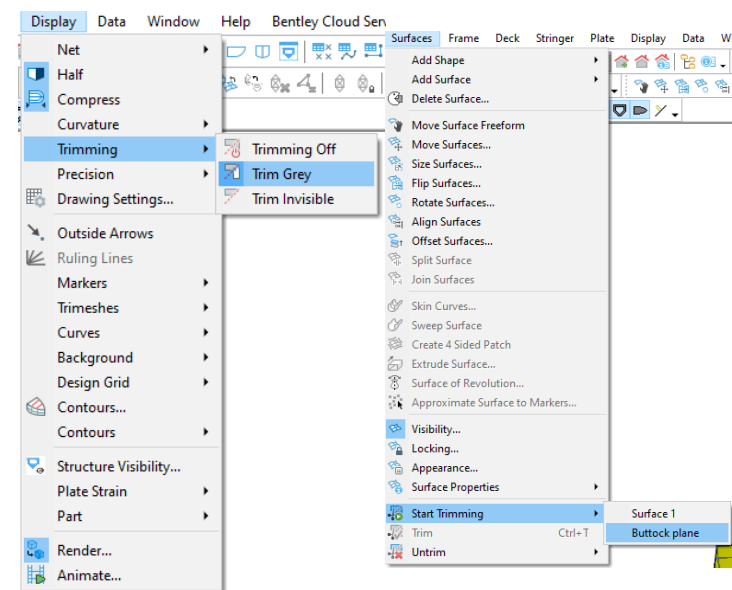 Display Data Window Help Bentley Cloud Ser
Net
Half
Compress
Curvature
Trimming
Precision
Drawing Settings...
Outside Arrows
Ruling Lines
Markers
Trimeshes
Curves
Background
Design Grid
Contours...
Contours
Structure Visibility...
Plate Strain
Part
Render...
Animate...
Trimming Off
Trim Grey
Trim Invisible
Surfaces Frame Deck Stringer Plate Display Data W
Add Shape
Add Surface
Delete Surface...
Move Surface Freeform
Move Surfaces...
Size Surfaces...
Flip Surfaces...
Rotate Surfaces...
Align Surfaces
Offset Surfaces...
Split Surface
Join Surfaces
Skin Curves...
Sweep Surface
Create 4 Sided Patch
Extrude Surface...
Surface of Revolution...
Approximate Surface to Markers...
Visibility...
Locking...
Appearance...
Surface Properties
Start Trimming
Trim Ctrl+T
Untrim
Surface 1
Buttock plane